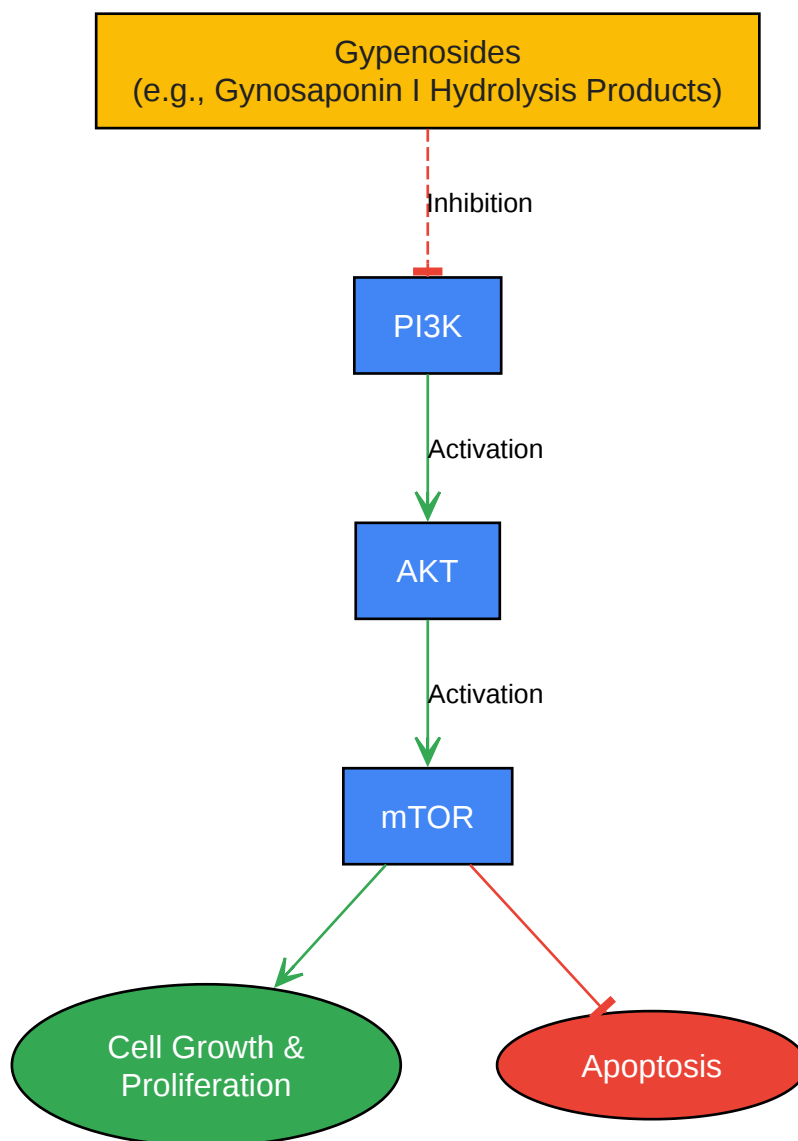 Gypenosides
(e.g., Gynosaponin I Hydrolysis Products)
Inhibition
PI3K
Activation
AKT
Activation
mTOR
Cell Growth &
Proliferation
Apoptosis